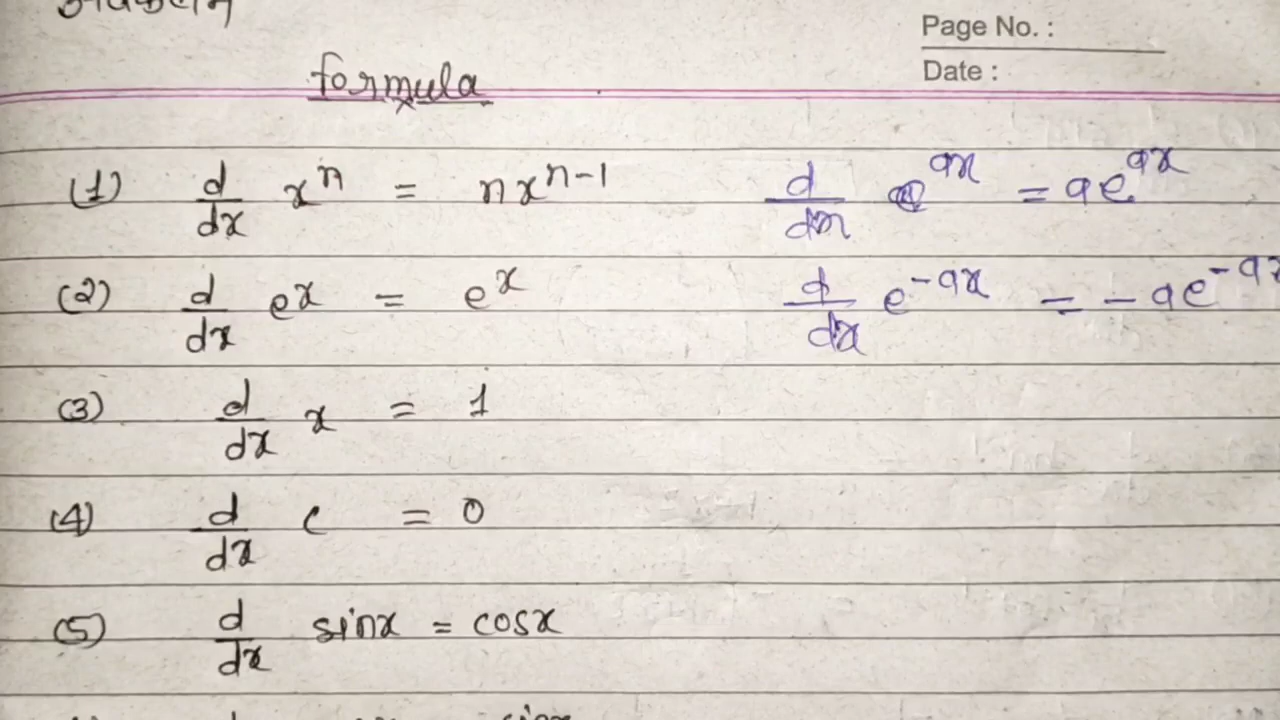 अवकलन
Page No. :
Date :
formula
(1) d/dx x^n = nx^n-1 d/dx e^ax = ae^ax
(2) d/dx e^x = e^x d/dx e^-ax = -ae^-ax
(3) d/dx x = 1
(4) d/dx c = 0
(5) d/dx sinx = cosx